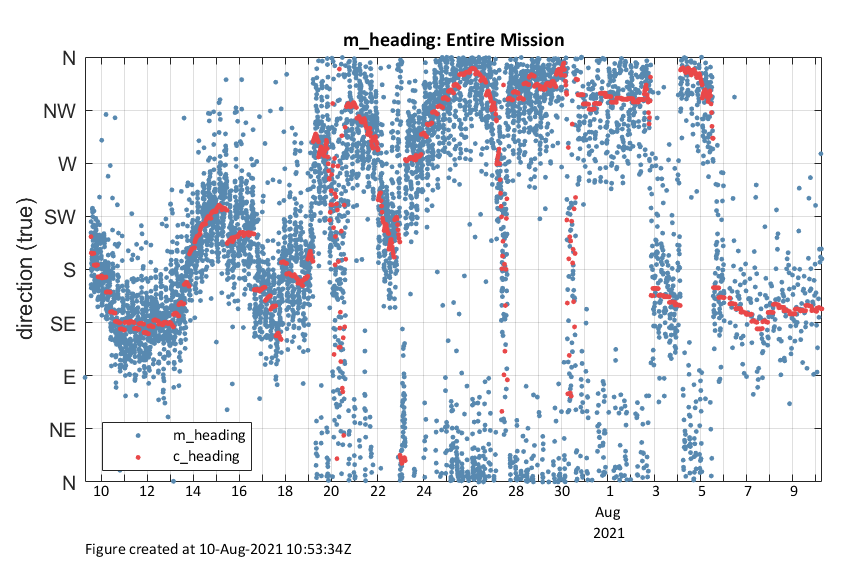 m_heading: Entire Mission
direction (true)
N
NW
W
SW
S
SE
E
NE
N
m_heading
c_heading
10 12 14 16 18 20 22 24 26 28 30 1 3 5 7 9
Aug
2021
Figure created at 10-Aug-2021 10:53:34Z